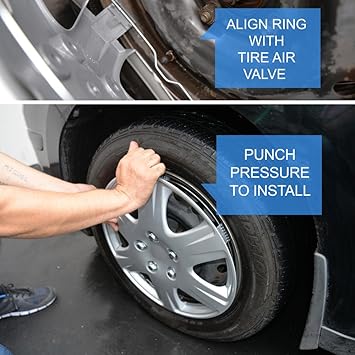 ALIGN RING
WITH
TIRE AIR
VALVE
PUNCH
PRESSURE
TO INSTALL